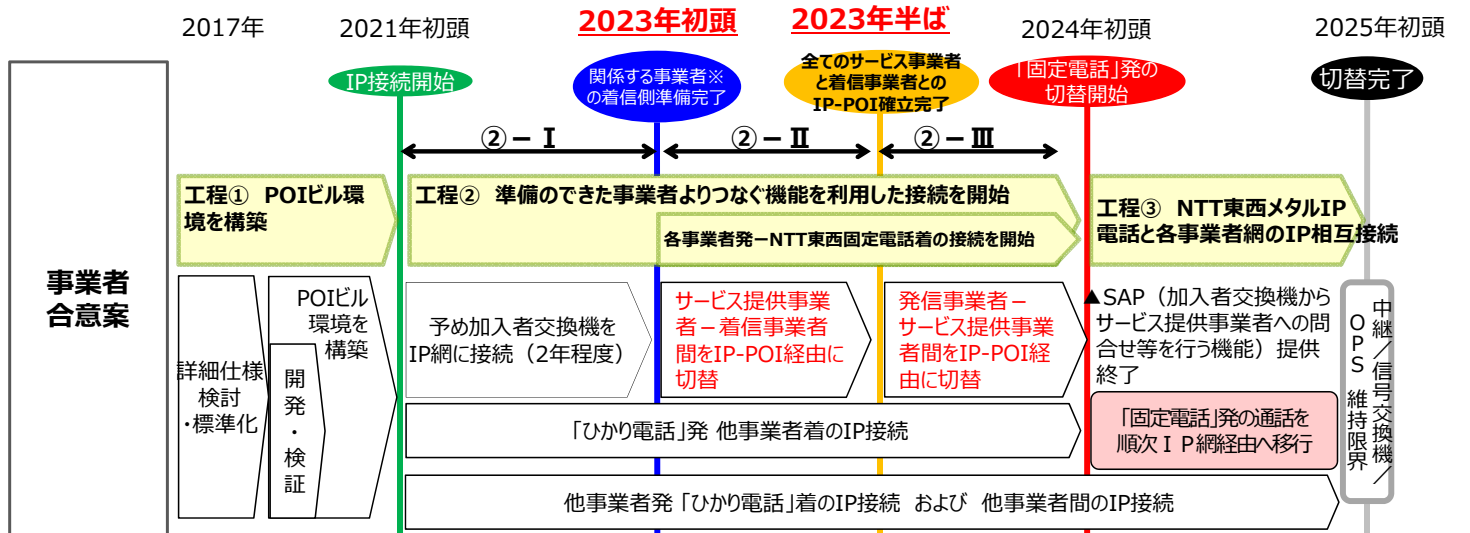 2017年
2021年初頭
2023年初頭
2023年半ば
2024年初頭
2025年初頭
IP接続開始
関係する事業者※
の着信側準備完了
全てのサービス事業者
と着信事業者との
IP-POI確立完了
「固定電話」発の
切替開始
切替完了
②－Ⅰ
②－Ⅱ
②－Ⅲ
事業者
合意案
工程① POIビル環
境を構築
工程② 準備のできた事業者よりつなぐ機能を利用した接続を開始
各事業者発－NTT東西固定電話着の接続を開始
工程③ NTT東西メタルIP
電話と各事業者網のIP相互接続
詳細仕様
検討
・標準化
開発・検証
POIビル
環境を
構築
予め加入者交換機を
IP網に接続（2年程度）
サービス提供事業
者－着信事業者
間をIP-POI経由に
切替
発信事業者－
サービス提供事業
者間をIP-POI経
由に切替
▲SAP（加入者交換機から
サービス提供事業者への問
合せ等を行う機能）提供
終了
「ひかり電話」発 他事業者着のIP接続
「固定電話」発の通話を
順次ＩＰ網経由へ移行
他事業者発「ひかり電話」着のIP接続 および 他事業者間のIP接続
中継／信号交換機／
OPS 維持限界